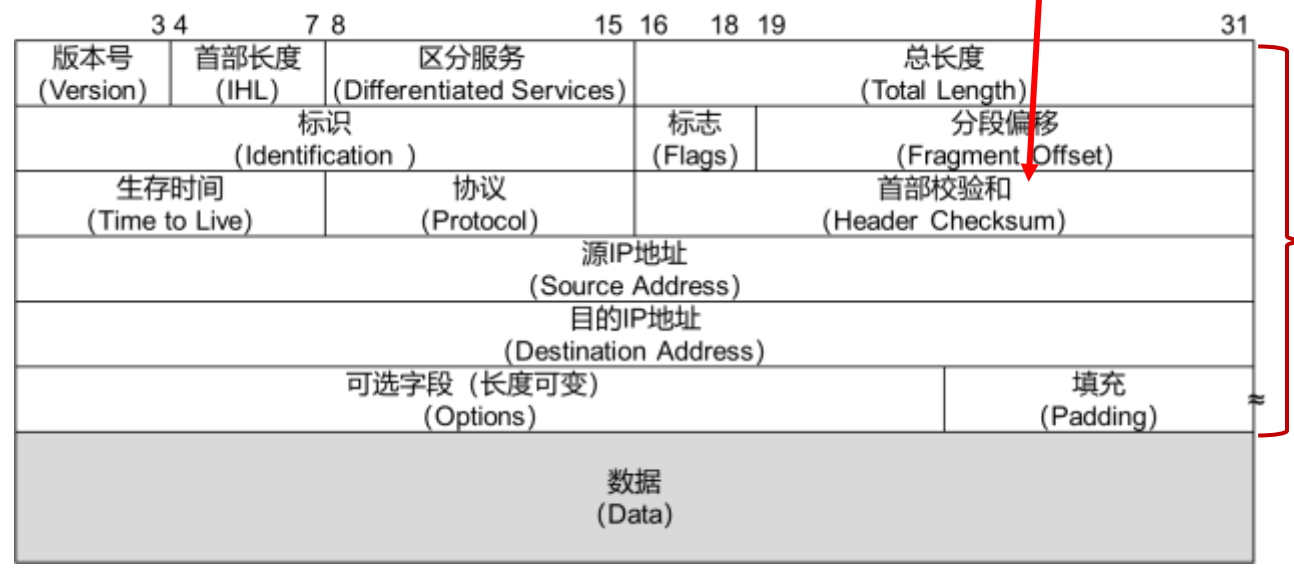 3 4 7 8 15 16 18 19 31
版本号 首部长度 区分服务 总长度
(Version) (IHL) (Differentiated Services) (Total Length)
标识 标志 分段偏移
(Identification ) (Flags) (Fragment Offset)
生存时间 协议 首部校验和
(Time to Live) (Protocol) (Header Checksum)
源IP地址
(Source Address)
目的IP地址
(Destination Address)
可选字段（长度可变） 填充
(Options) (Padding) ≈
数据
(Data)